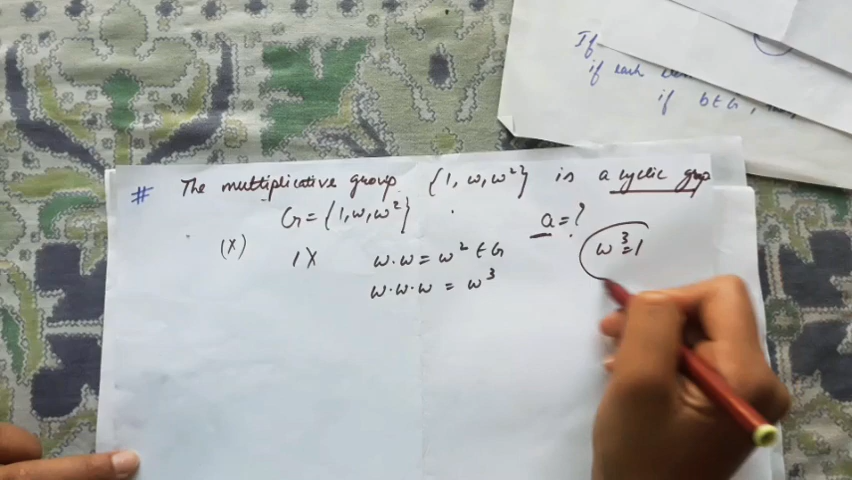 If
if each
if b∈G,
# The multiplicative group {1, ω, ω²} is a cyclic grp
G = {1, ω, ω²} . a = ?
(X) 1X ω·ω = ω² ∈ G ω³=1
ω·ω·ω = ω³